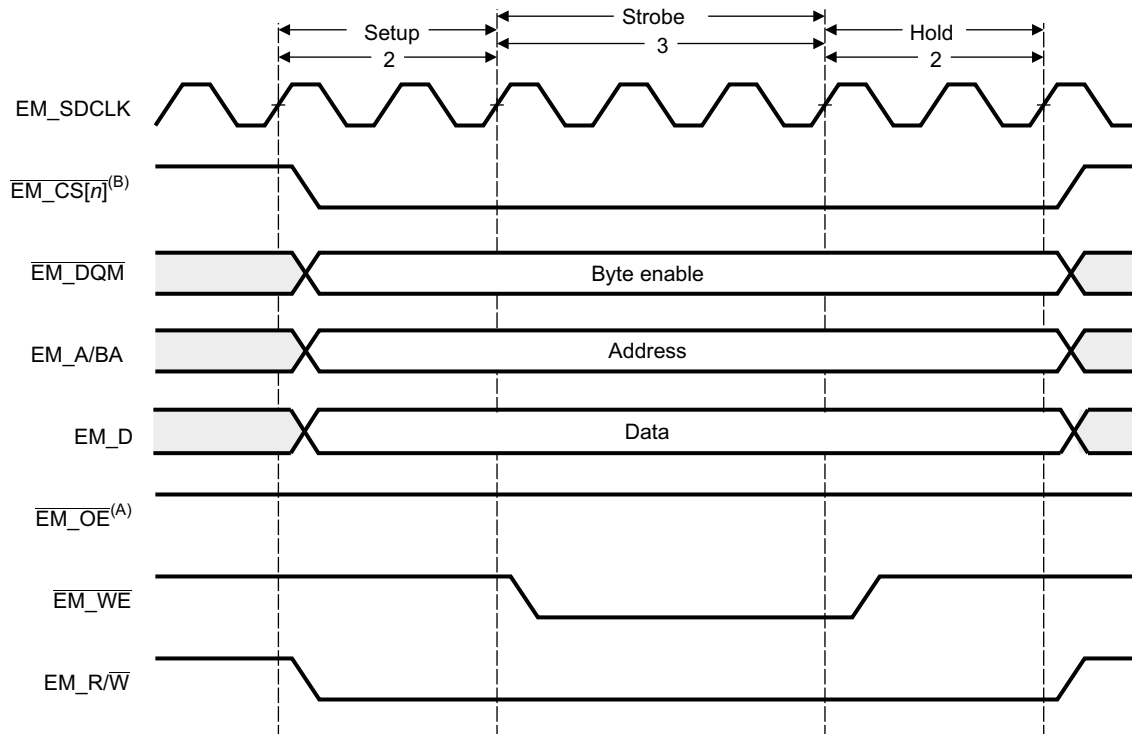 Setup
2
Strobe
3
Hold
2
EM_SDCLK
EM_CS[n](B)
EM_DQM
Byte enable
EM_A/BA
Address
EM_D
Data
EM_OE(A)
EM_WE
EM_R/W